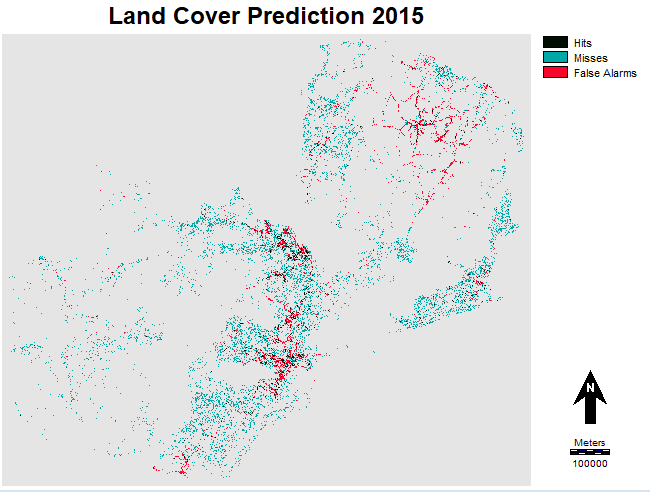 Land Cover Prediction 2015
Hits
Misses
False Alarms
N
Meters
100000